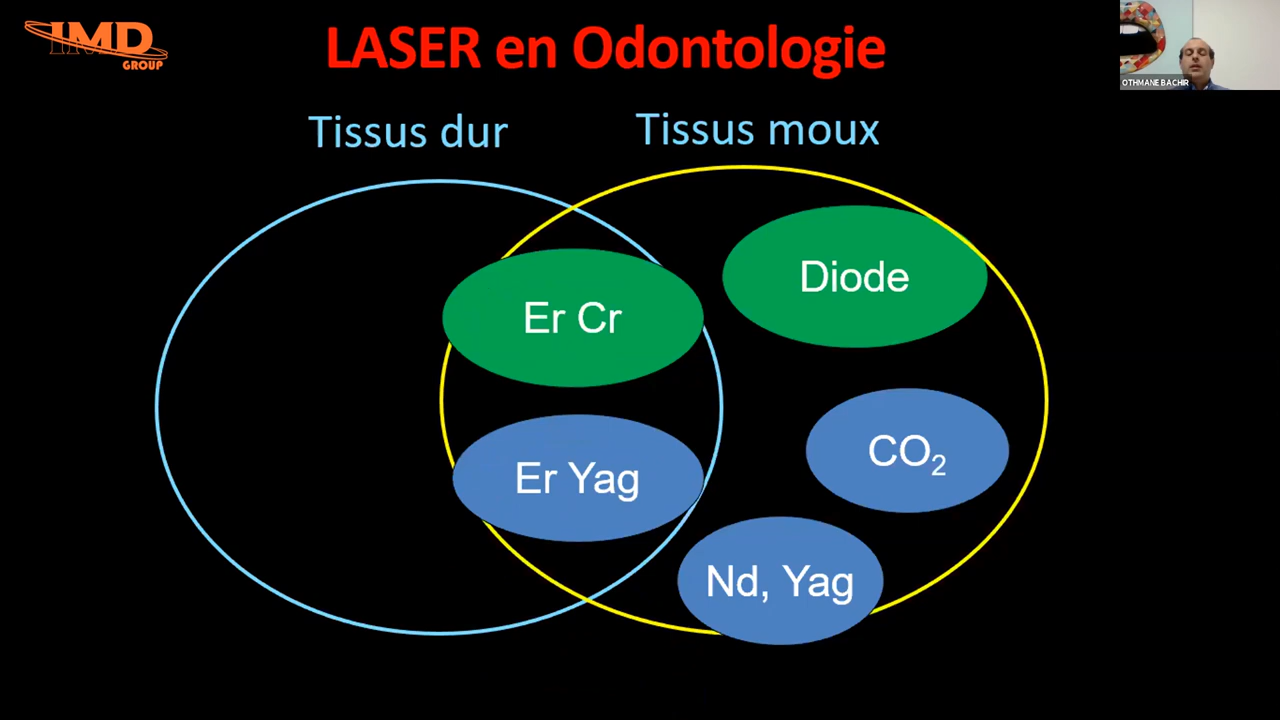 IMD
GROUP
LASER en Odontologie
OTHMANE BACHIR
Tissus dur
Tissus moux
Er Cr
Diode
Er Yag
CO₂
Nd, Yag